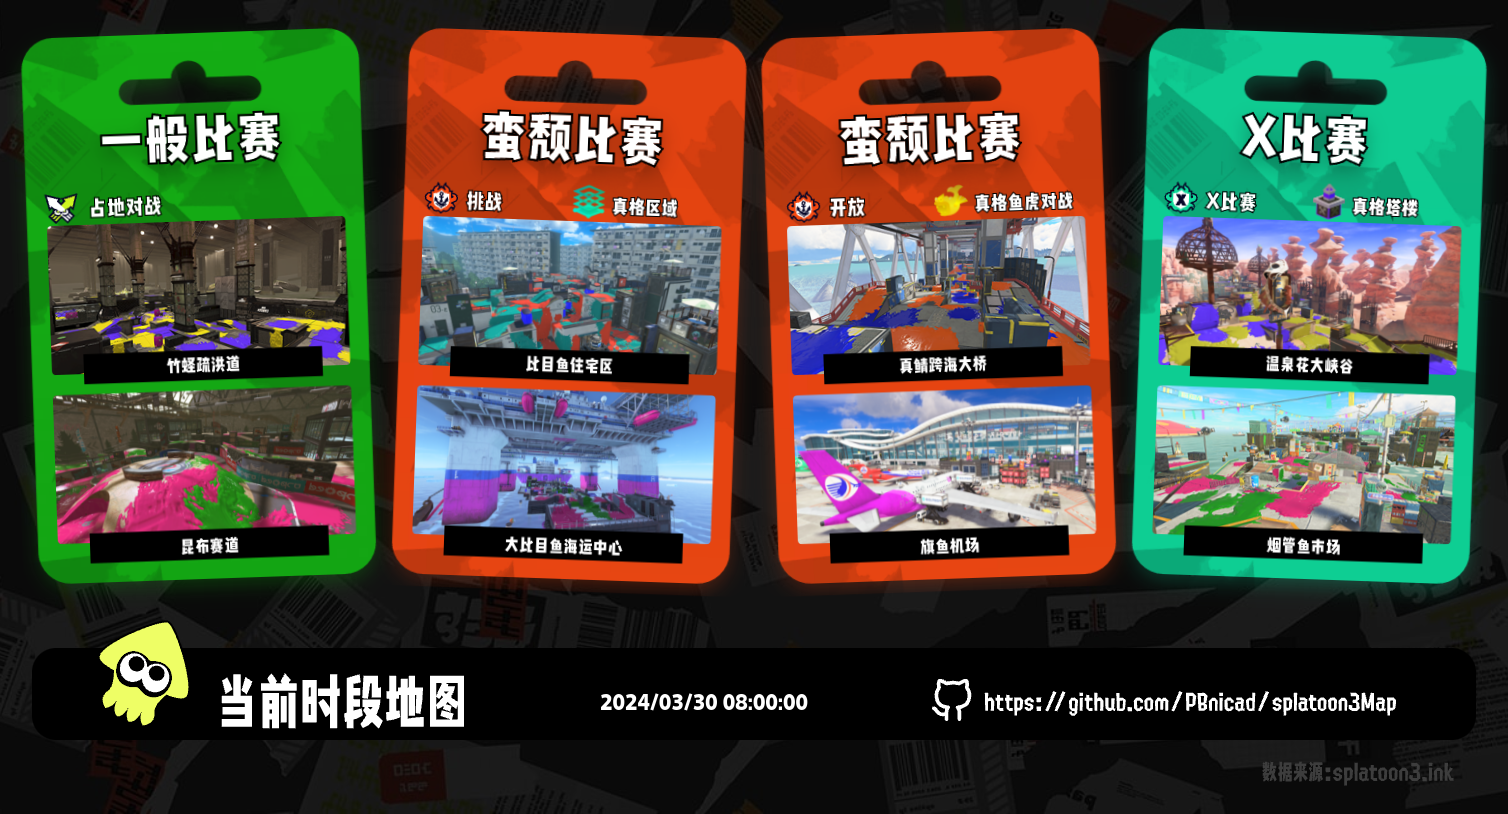 一般比赛
占地对战
竹蛏疏洪道
昆布赛道
蛮颓比赛
挑战
真格区域
比目鱼住宅区
大比目鱼海运中心
蛮颓比赛
开放
真格鱼虎对战
真鲭跨海大桥
旗鱼机场
X比赛
X比赛
真格塔楼
温泉花大峡谷
烟管鱼市场
当前时段地图
2024/03/30 08:00:00
https://github.com/PBnicad/splatoon3Map
数据来源:splatoon3.ink